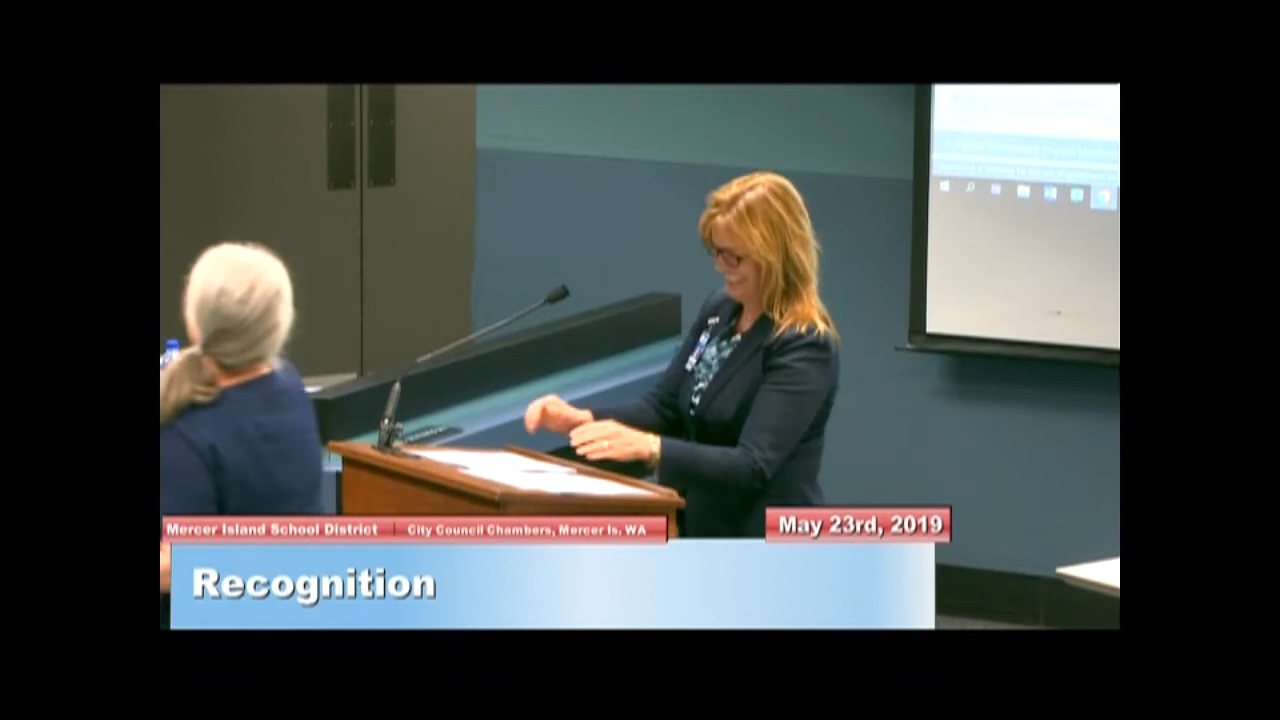 Mercer Island School District | City Council Chambers, Mercer Is. WA
May 23rd, 2019
Recognition